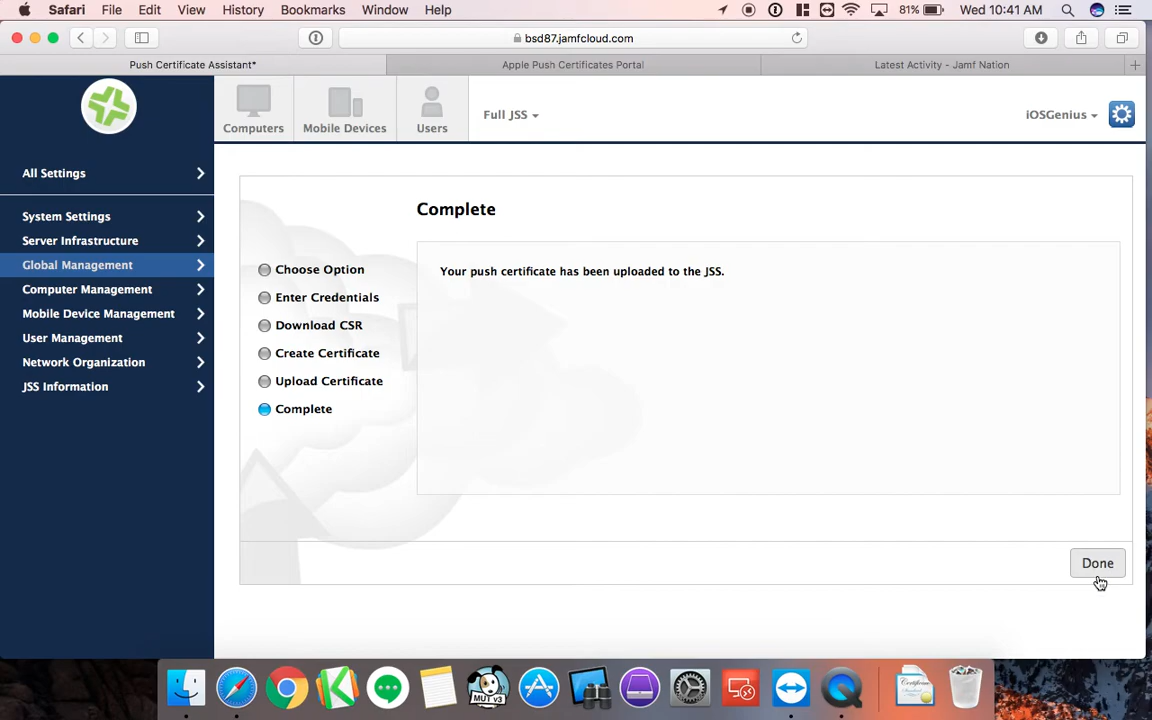 Safari File Edit View History Bookmarks Window Help 81% Wed 10:41 AM
bsd87.jamfcloud.com
Push Certificate Assistant* Apple Push Certificates Portal Latest Activity - Jamf Nation
Computers Mobile Devices Users Full JSS iOSGenius
All Settings
System Settings
Server Infrastructure
Global Management
Computer Management
Mobile Device Management
User Management
Network Organization
JSS Information
Complete
Your push certificate has been uploaded to the JSS.
Choose Option
Enter Credentials
Download CSR
Create Certificate
Upload Certificate
Complete
Done
MUT v3